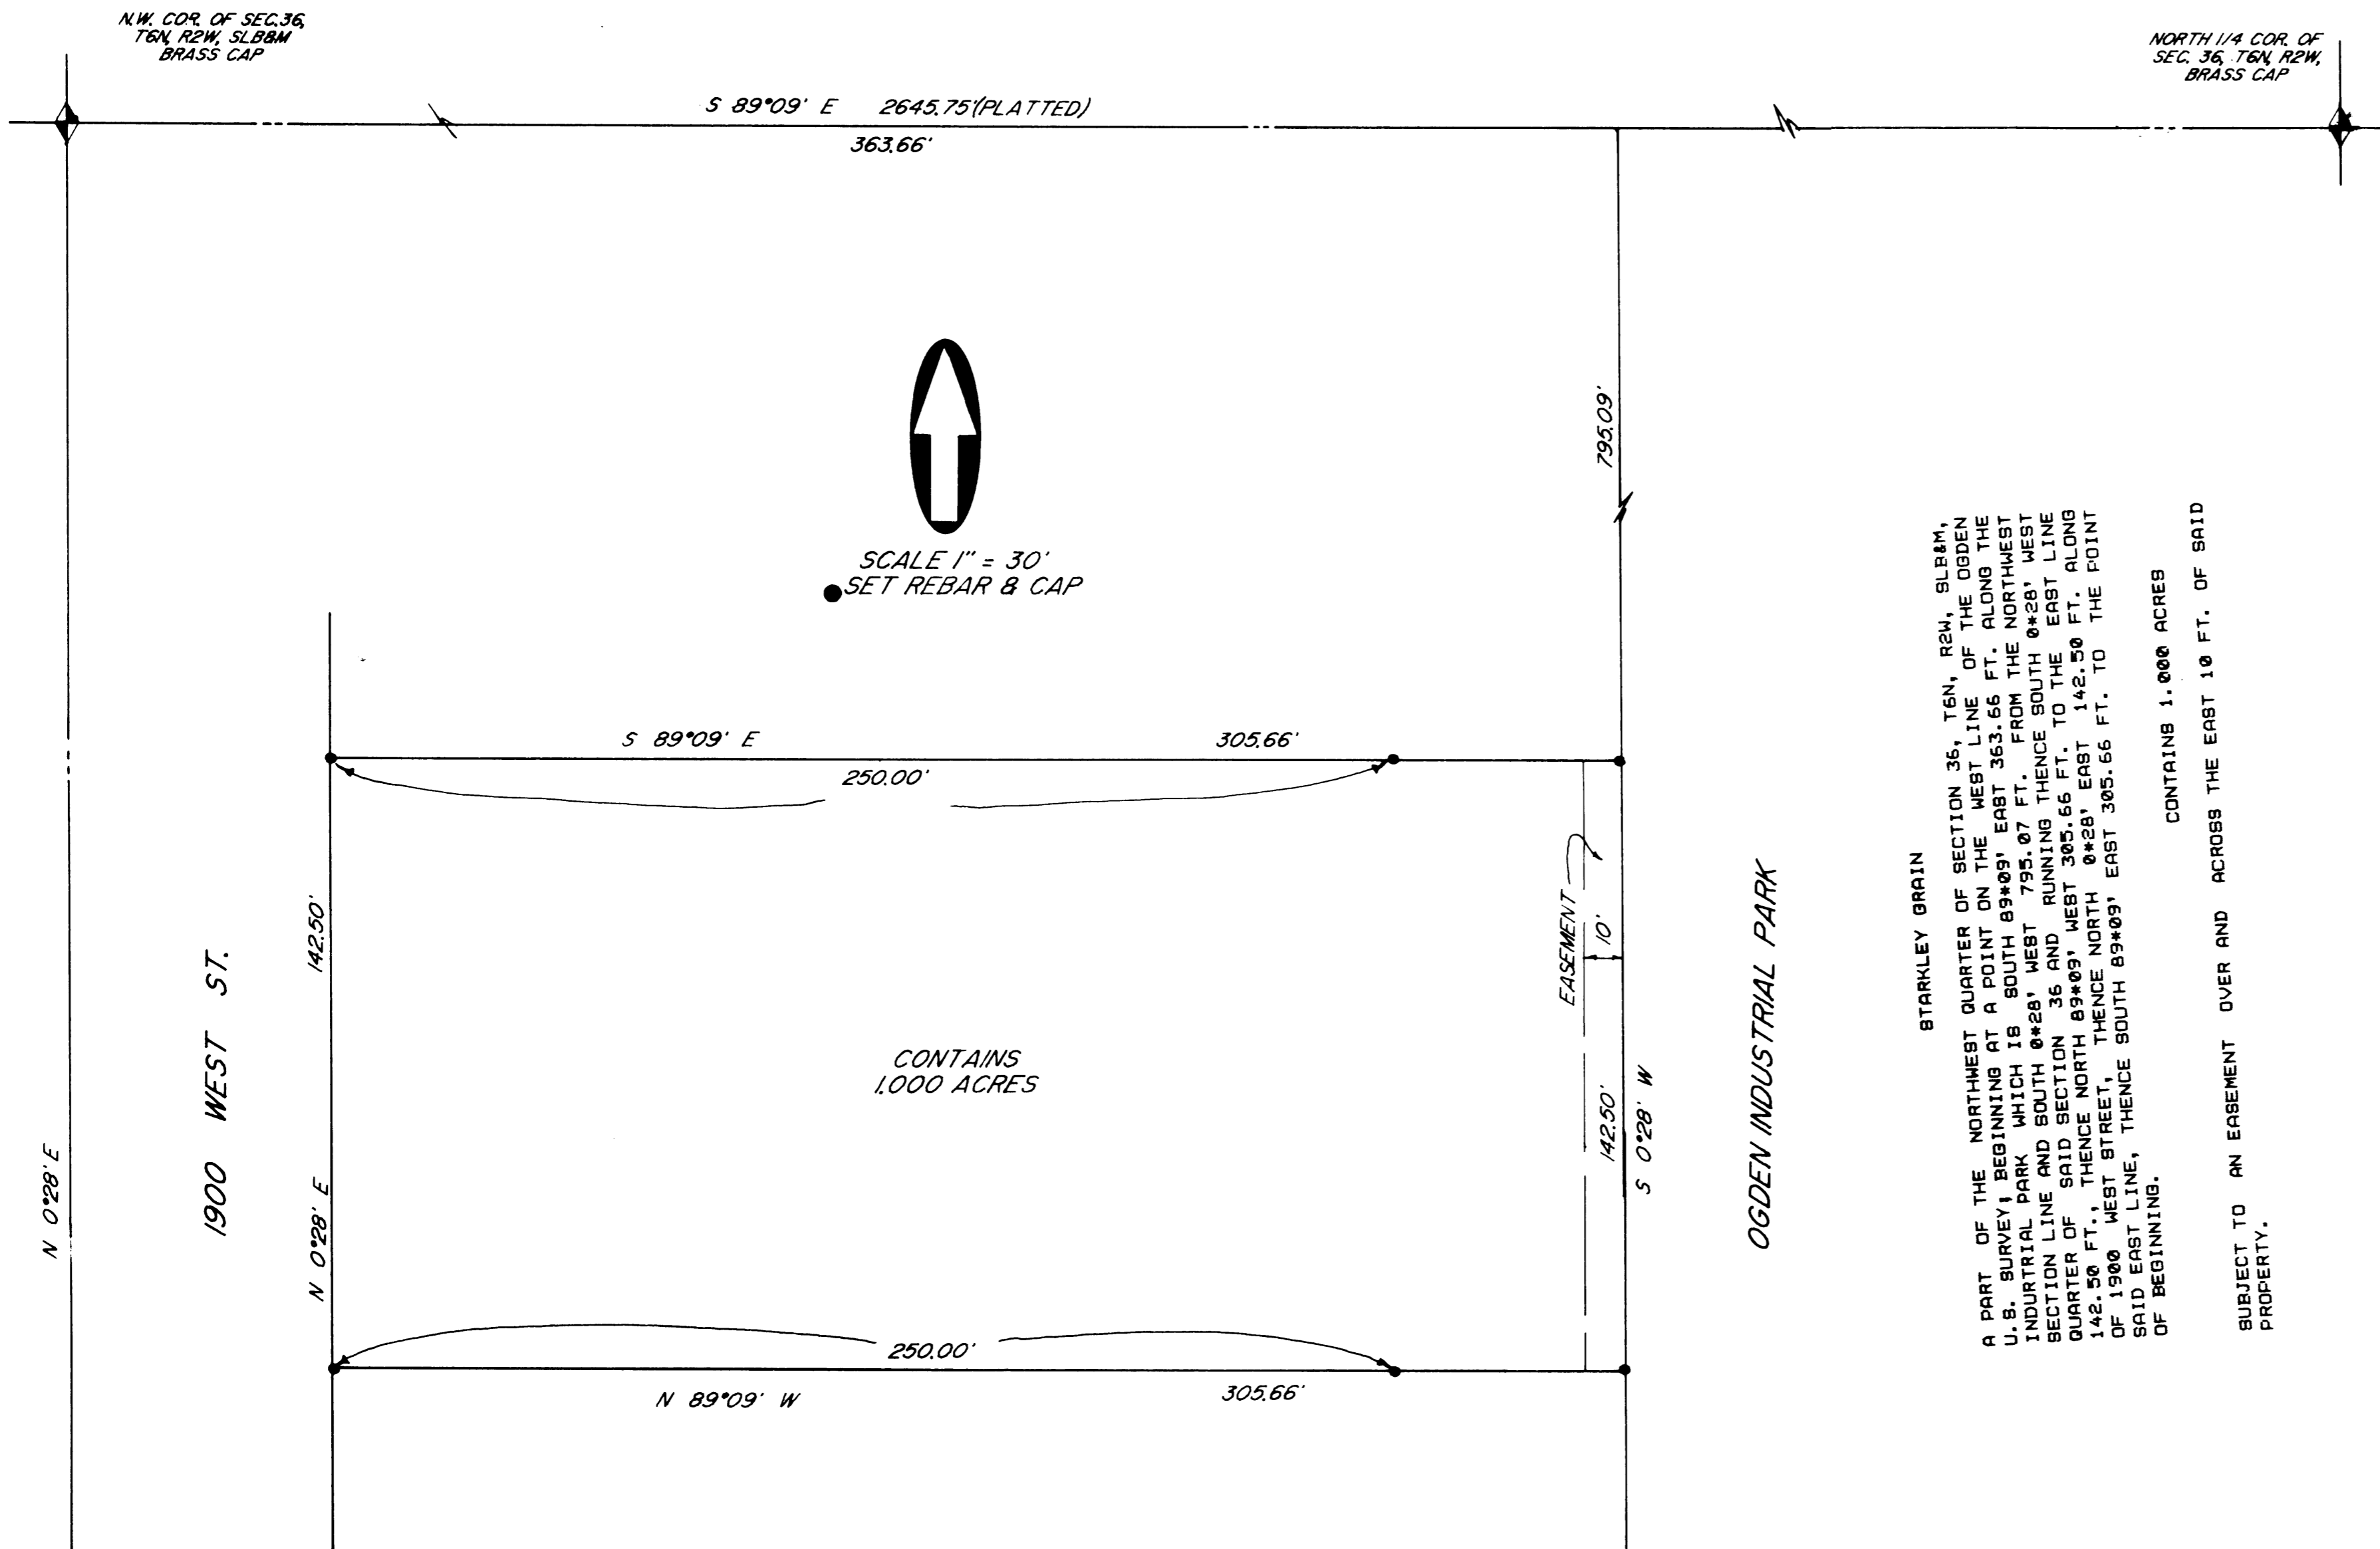 N.W. COR. OF SEC.36,
T6N, R2W, SLB&M
BRASS CAP
NORTH 1/4 COR. OF
SEC. 36, T6N, R2W,
BRASS CAP
S 89°09' E 2645.75'(PLATTED)
363.66'
795.09'
SCALE 1" = 30'
SET REBAR & CAP
S 89°09' E 305.66'
250.00'
142.50'
N 0°28' E
1900 WEST ST.
N 0°28' E
EASEMENT
10'
CONTAINS
1.000 ACRES
142.50'
S 0°28' W
OGDEN INDUSTRIAL PARK
250.00'
N 89°09' W 305.66'
STARKLEY GRAIN
A PART OF THE NORTHWEST QUARTER OF SECTION 36, T6N, R2W, SLB&M,
U.S. SURVEY; BEGINNING AT A POINT ON THE WEST LINE OF THE OGDEN
INDURTRIAL PARK WHICH IS SOUTH 89*09' EAST 363.66 FT. ALONG THE
SECTION LINE AND SOUTH 0*28' WEST 795.07 FT. FROM THE NORTHWEST
QUARTER OF SAID SECTION 36 AND RUNNING THENCE SOUTH 0*28' WEST
142.50 FT., THENCE NORTH 89*09' WEST 305.66 FT. TO THE EAST LINE
OF 1900 WEST STREET, THENCE NORTH 0*28' EAST 142.50 FT. ALONG
SAID EAST LINE, THENCE SOUTH 89*09' EAST 305.66 FT. TO THE POINT
OF BEGINNING.
CONTAINS 1.000 ACRES
SUBJECT TO AN EASEMENT OVER AND ACROSS THE EAST 10 FT. OF SAID
PROPERTY.